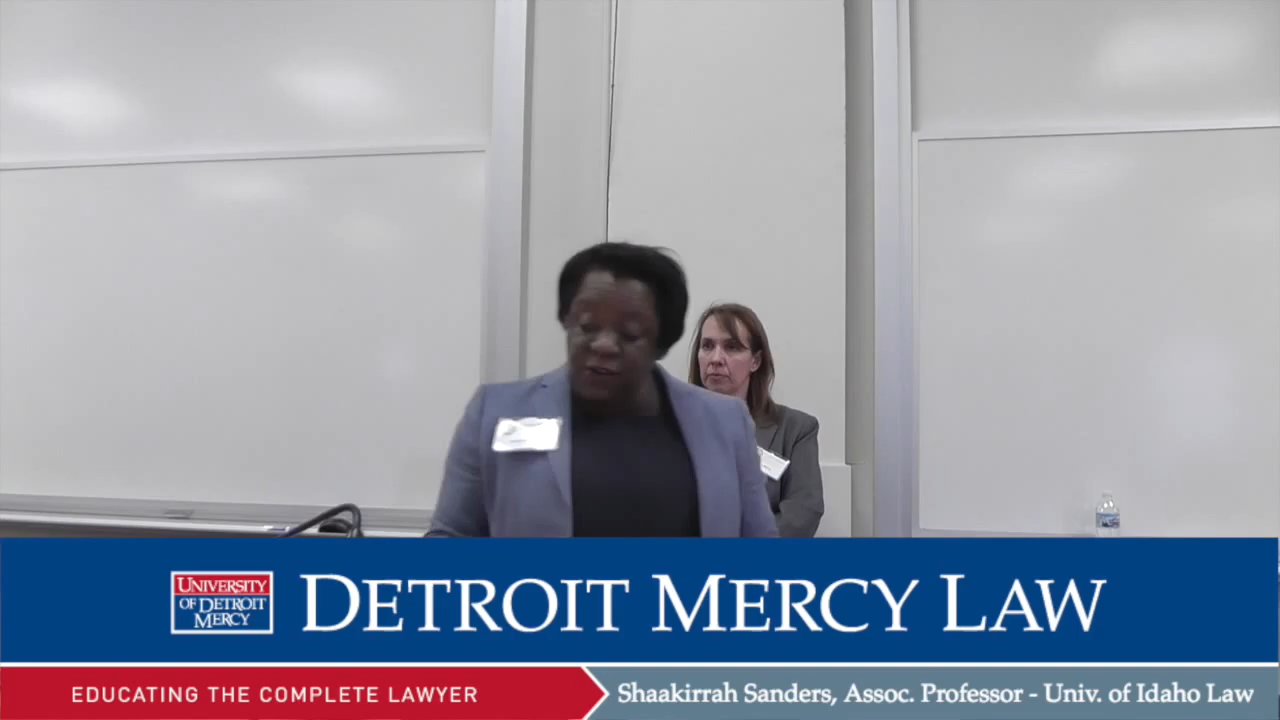 UNIVERSITY
OF DETROIT
MERCY
DETROIT MERCY LAW
EDUCATING THE COMPLETE LAWYER
Shaakirrah Sanders, Assoc. Professor - Univ. of Idaho Law